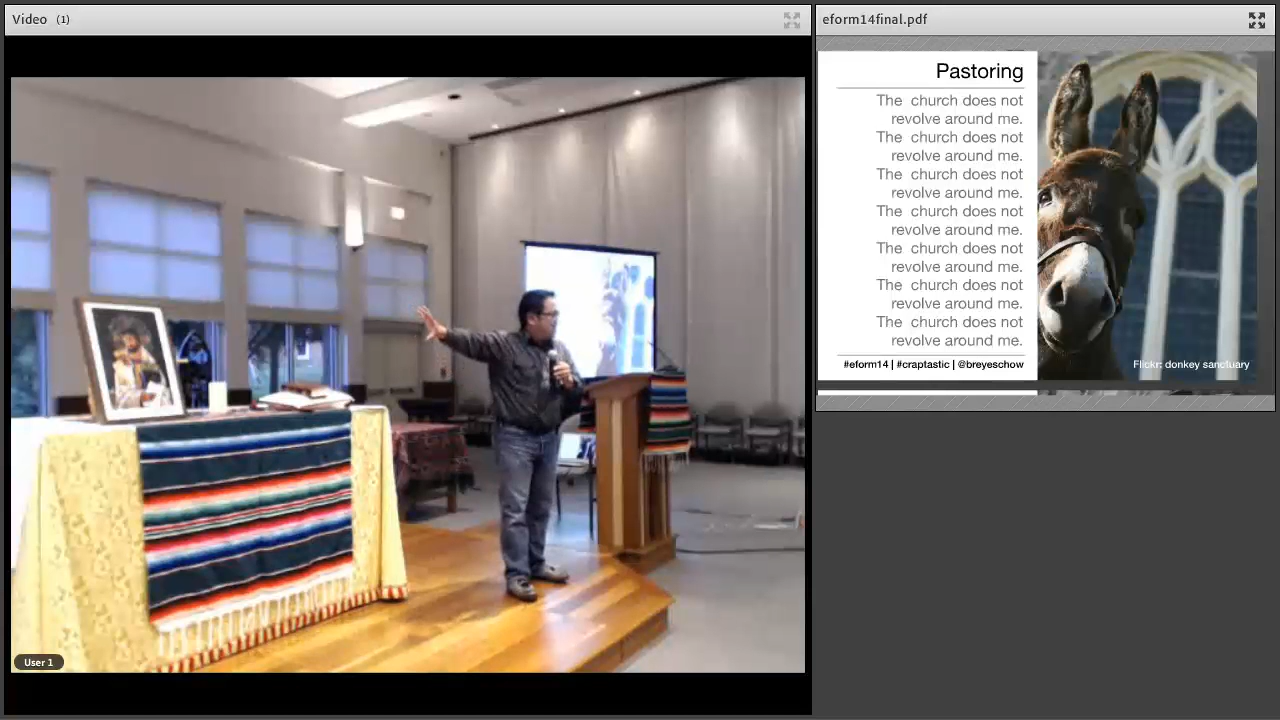 Video (1)
User 1
eform14final.pdf
Pastoring
The church does not
revolve around me.
The church does not
revolve around me.
The church does not
revolve around me.
The church does not
revolve around me.
The church does not
revolve around me.
The church does not
revolve around me.
The church does not
revolve around me.
#eform14 | #craptastic | @breyeschow
Flickr: donkey sanctuary